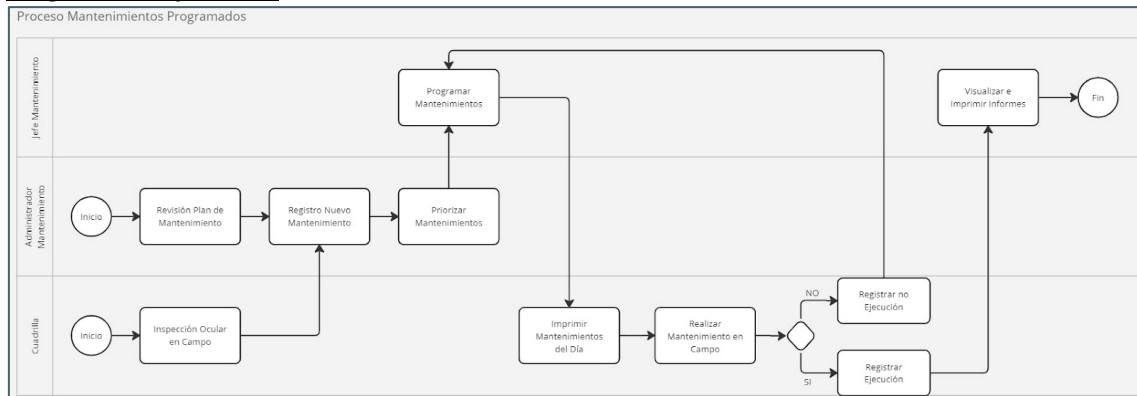 Proceso Mantenimientos Programados
Jefe Mantenimiento
Programar
Mantenimientos
Visualizar e
Imprimir Informes
Fin
Administrador
Mantenimiento
Inicio
Revisión Plan de
Mantenimiento
Registro Nuevo
Mantenimiento
Priorizar
Mantenimientos
Cuadrilla
Inicio
Inspección Ocular
en Campo
Imprimir
Mantenimientos
del Día
Realizar
Mantenimiento en
Campo
NO
Registrar no
Ejecución
SI
Registrar
Ejecución